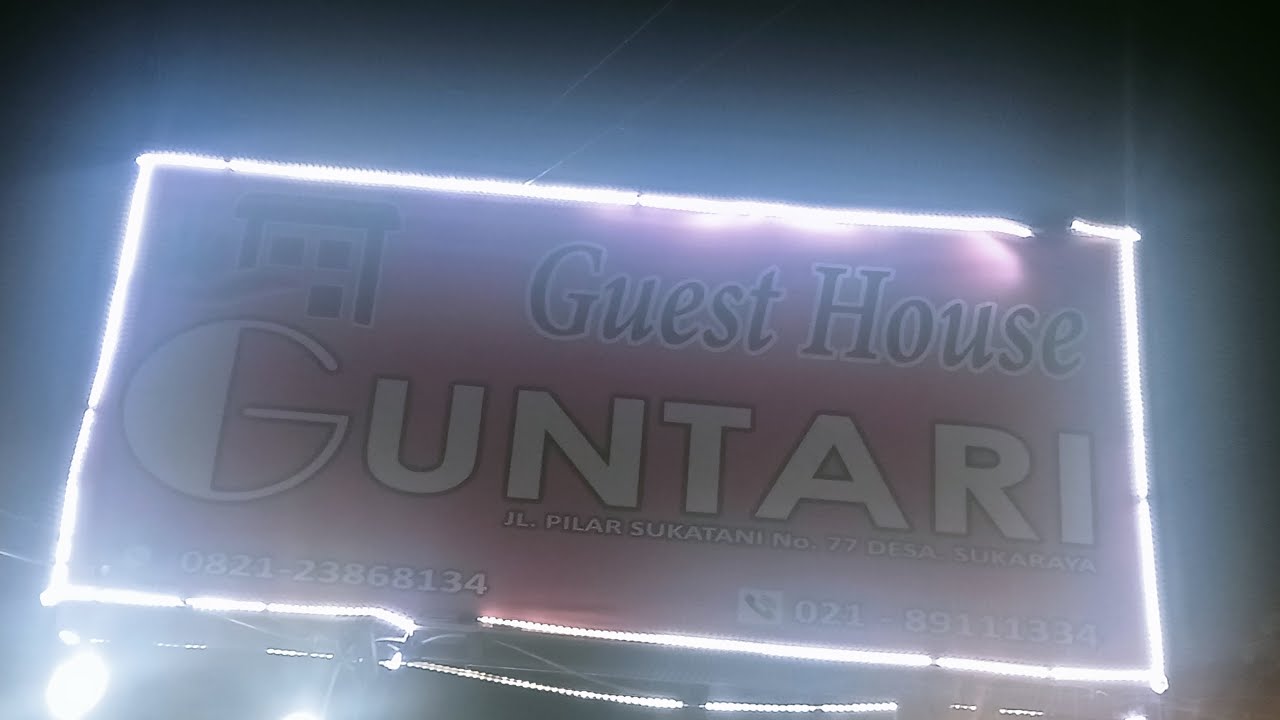 Guest House
GUNTARI
JL. PILAR SUKATANI No. 77 DESA. SUKARAYA
0821-23868134
021 - 89111334